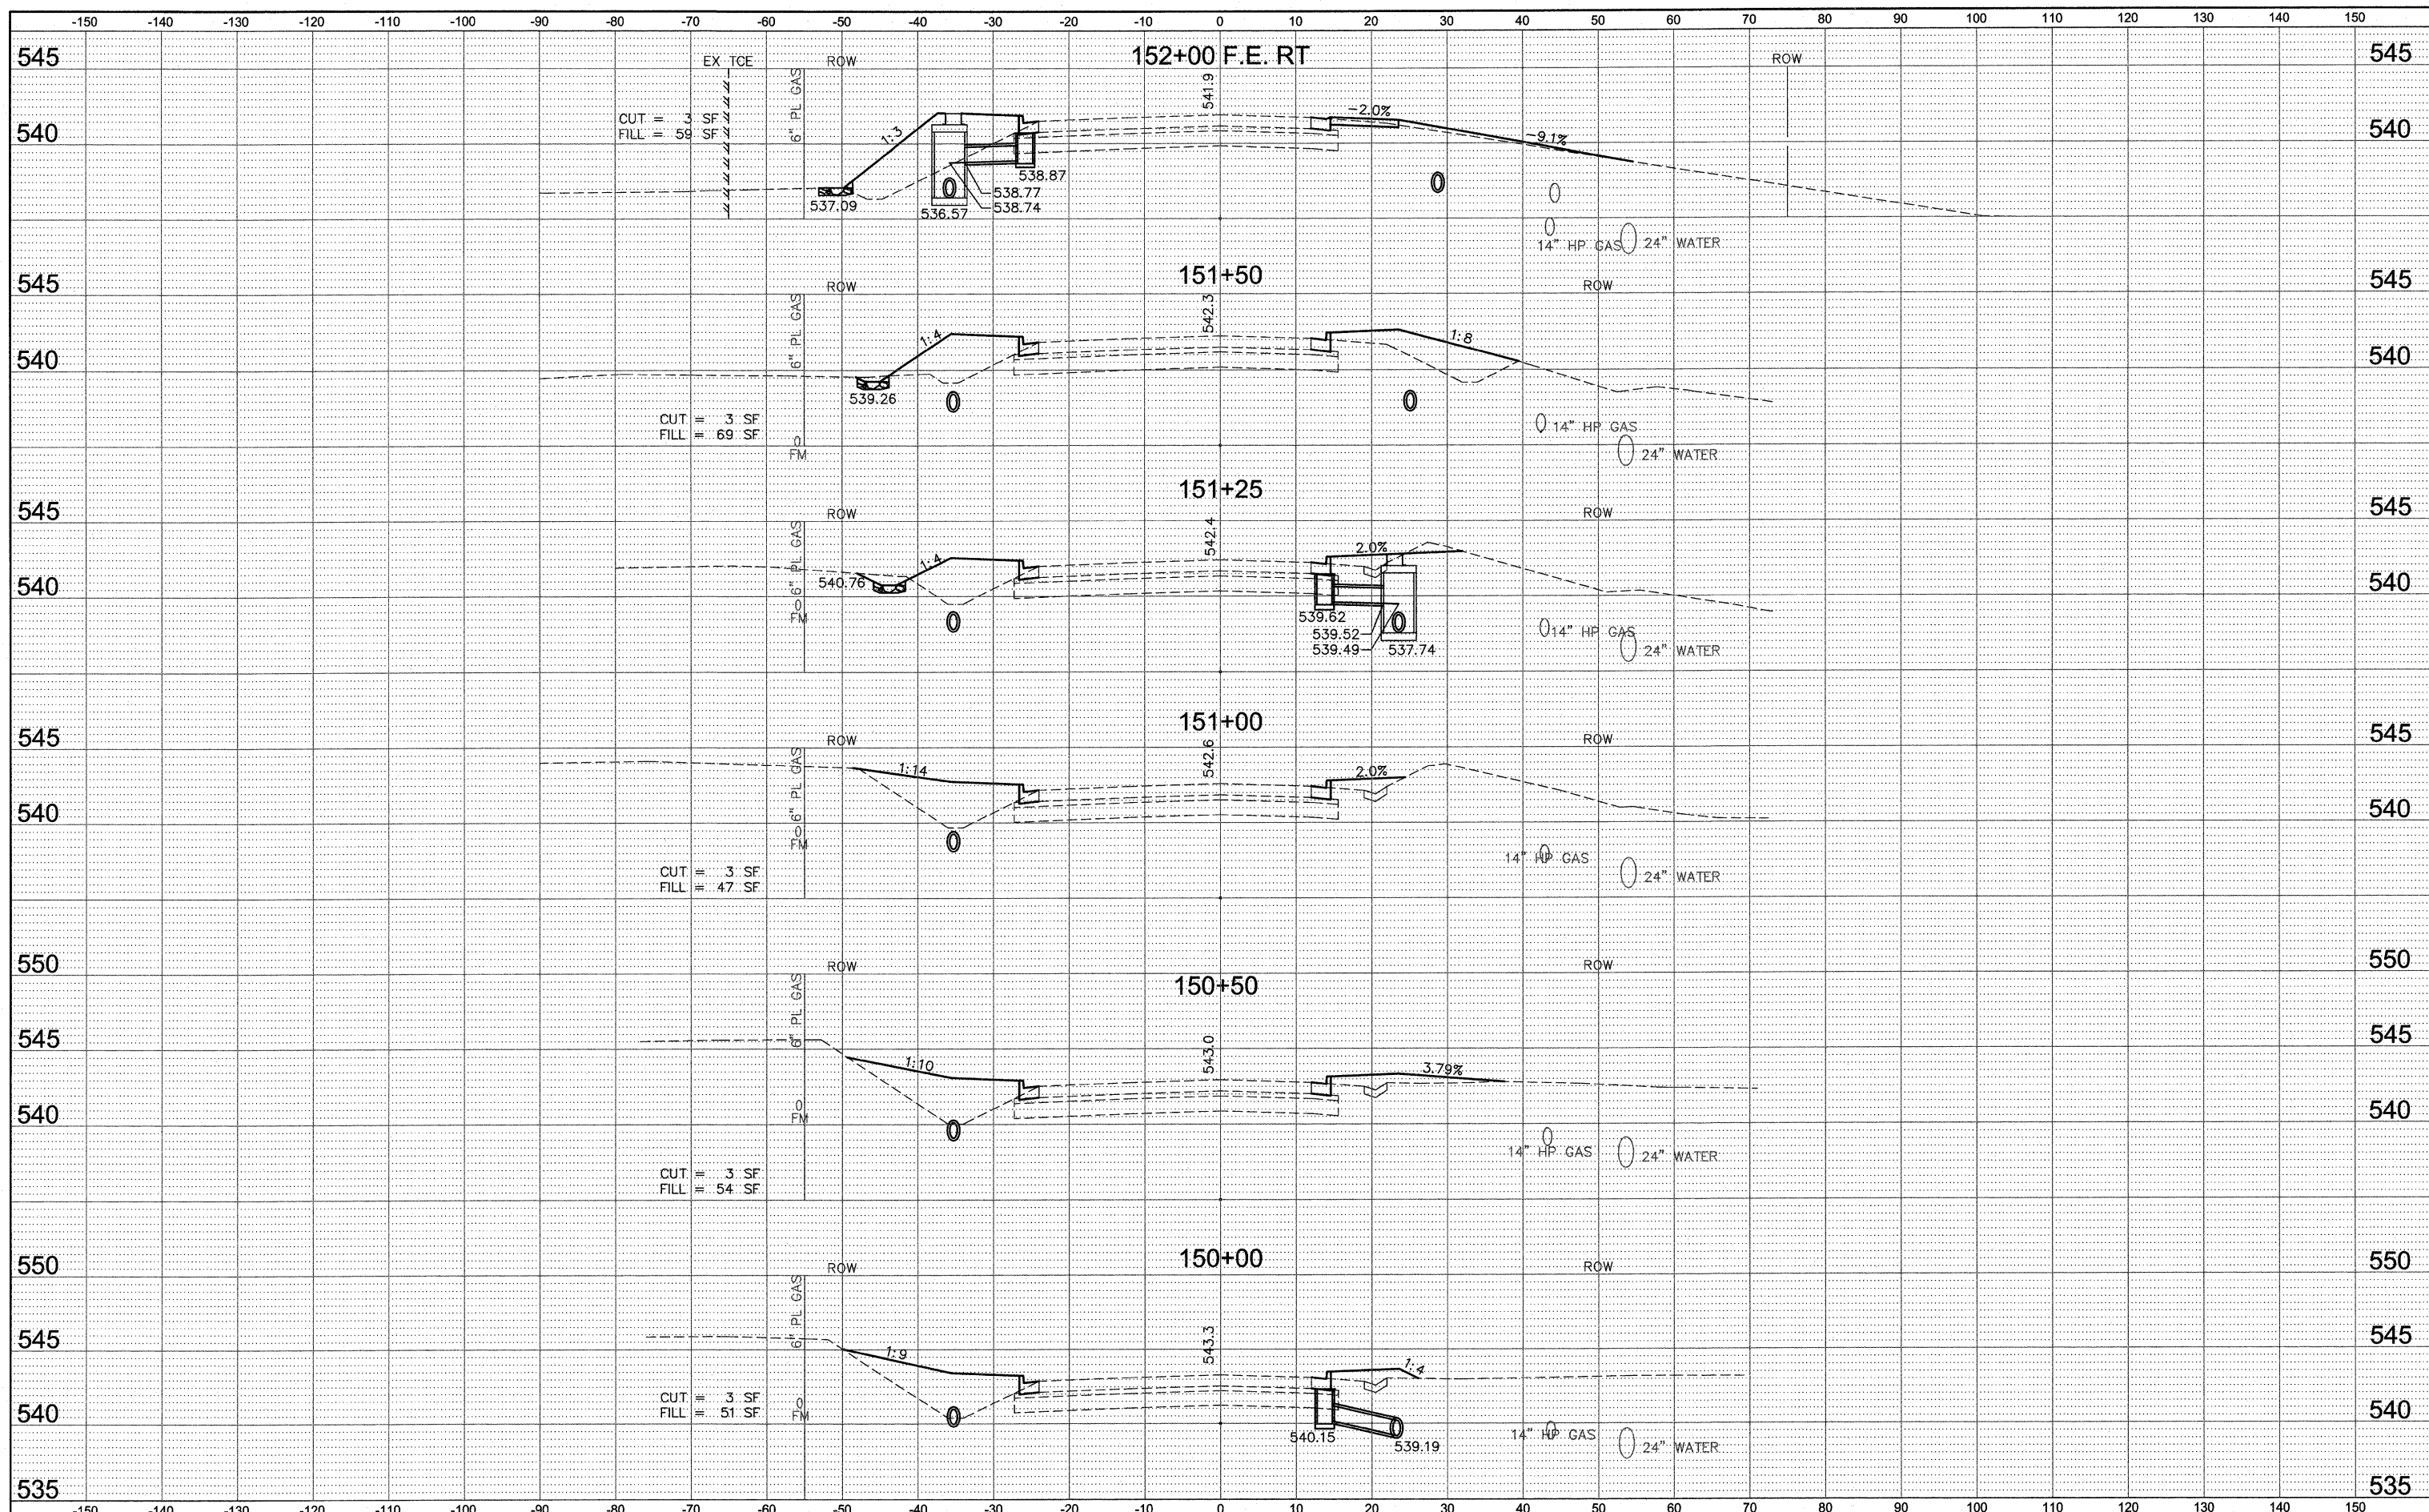 -150 -140 -130 -120 -110 -100 -90 -80 -70 -60 -50 -40 -30 -20 -10 0 10 20 30 40 50 60 70 80 90 100 110 120 130 140 150
152+00 F.E. RT
545 EX TCE 6" PL GAS ROW 541.9 ROW 545
CUT = 3 SF
FILL = 59 SF
540 1:3 -2.0% -9.1% 540
538.87
538.77
538.74
537.09 536.57
14" HP GAS 24" WATER
151+50
545 6" PL GAS ROW 542.3 ROW 545
1:4 1:8
540 540
539.26
CUT = 3 SF
FILL = 69 SF
14" HP GAS
FM 24" WATER
151+25
545 6" PL GAS ROW 542.4 ROW 545
1:4 2.0%
540.76
540 540
FM 539.62
539.52
539.49 537.74
14" HP GAS
24" WATER
151+00
545 6" PL GAS ROW 542.6 ROW 545
1:14 2.0%
540 540
FM
14" HP GAS
CUT = 3 SF
FILL = 47 SF
24" WATER
550 ROW ROW 550
150+50
6" PL GAS
545 543.0 545
1:10 3.79%
540 FM 540
14" HP GAS 24" WATER
CUT = 3 SF
FILL = 54 SF
150+00
550 ROW ROW 550
6" PL GAS
545 543.3 545
1:9 1:4
CUT = 3 SF
FILL = 51 SF
540 FM 540
540.15 539.19
14" HP GAS 24" WATER
535 535
-150 -140 -130 -120 -110 -100 -90 -80 -70 -60 -50 -40 -30 -20 -10 0 10 20 30 40 50 60 70 80 90 100 110 120 130 140 150